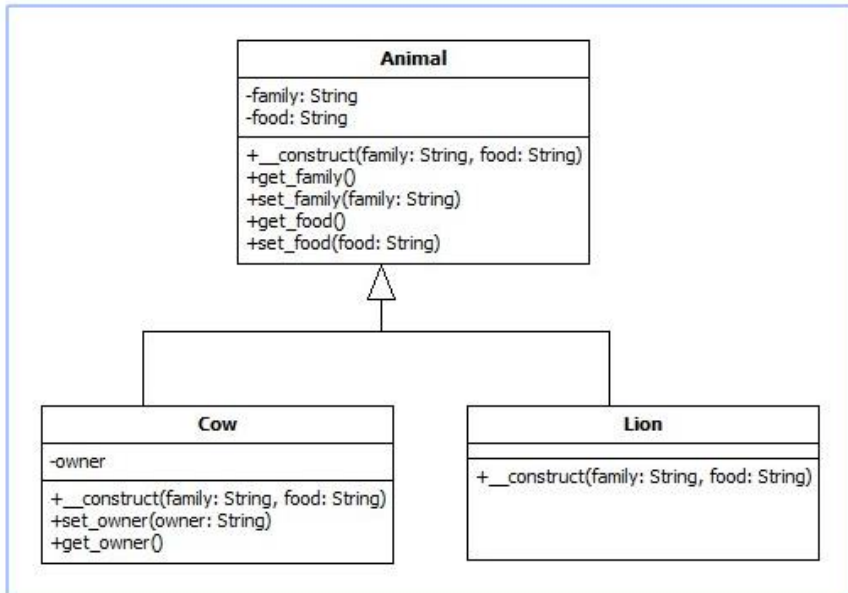 Animal
-family: String
-food: String
+__construct(family: String, food: String)
+get_family()
+set_family(family: String)
+get_food()
+set_food(food: String)
Cow
-owner
+__construct(family: String, food: String)
+set_owner(owner: String)
+get_owner()
Lion
+__construct(family: String, food: String)